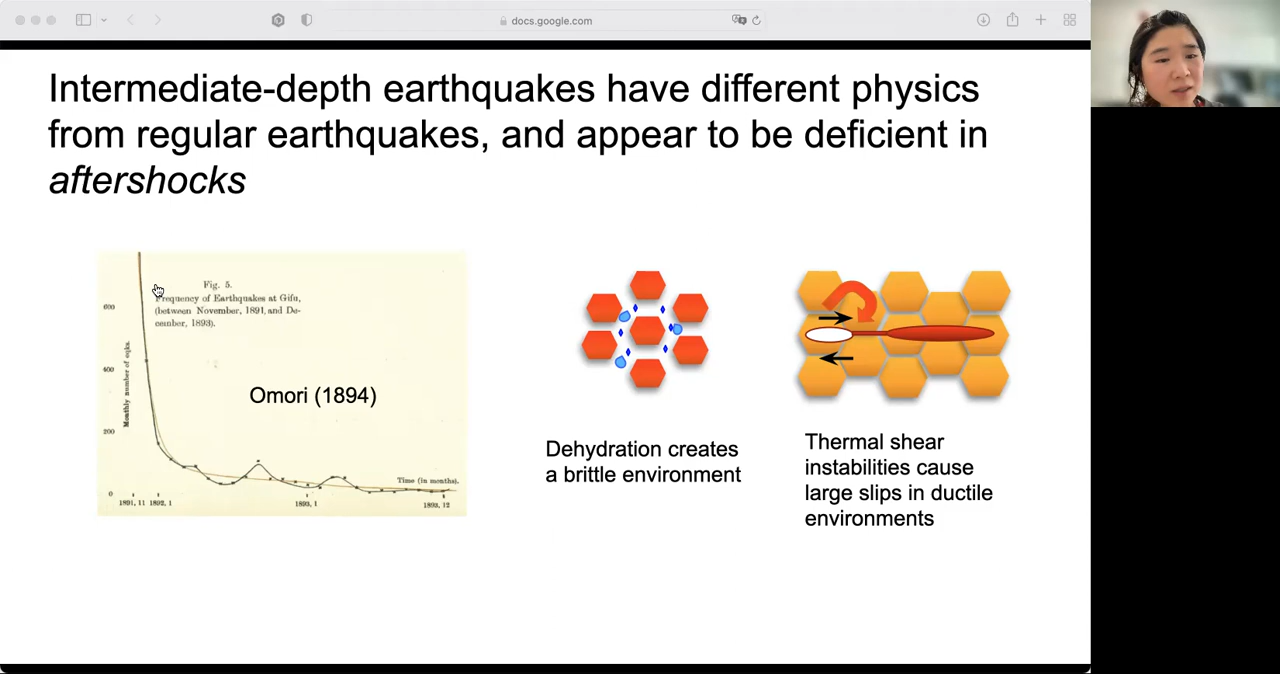 docs.google.com
Intermediate-depth earthquakes have different physics
from regular earthquakes, and appear to be deficient in
aftershocks
Fig. 5.
Frequency of Earthquakes at Gifu,
(between November, 1891, and De-
cember, 1893).
600
400
200
0
Monthly number of eqks.
Omori (1894)
Time (in months).
1891, 11 1892, 1
1893, 1
1893, 12
Dehydration creates
a brittle environment
Thermal shear
instabilities cause
large slips in ductile
environments